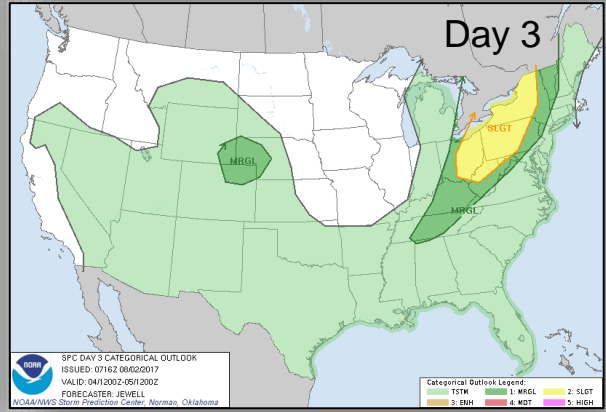 Day 3
SLGT
MRGL
MRGL
NOAA
SPC DAY 3 CATEGORICAL OUTLOOK
ISSUED: 0716Z 08/02/2017
VALID: 04/1200Z-05/1200Z
FORECASTER: JEWELL
NOAA/NWS Storm Prediction Center, Norman, Oklahoma
Categorical Outlook Legend:
TSTM 1: MRGL 2: SLGT
3: ENH 4: MDT 5: HIGH